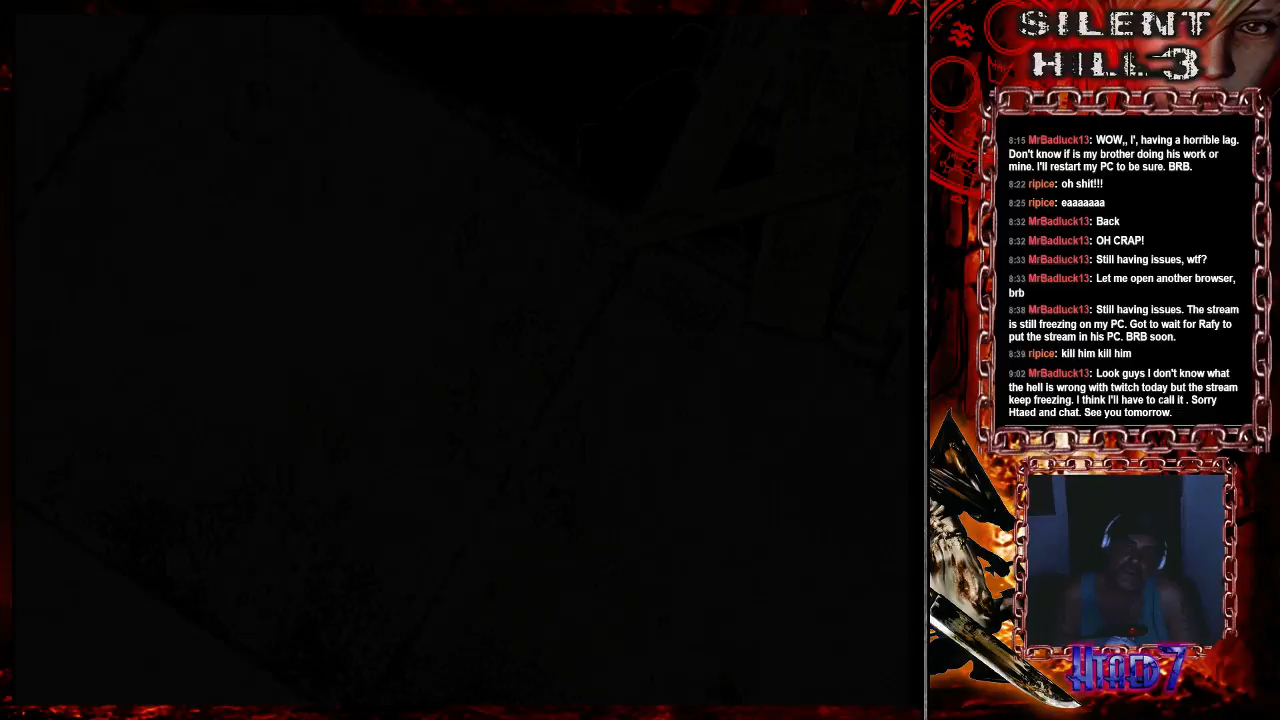 SILENT
HILL 3
8:15 MrBadluck13: WOW,, I', having a horrible lag.
Don't know if is my brother doing his work or
mine. I'll restart my PC to be sure. BRB.
8:22 ripice: oh shit!!!
8:25 ripice: eaaaaaaa
8:32 MrBadluck13: Back
8:32 MrBadluck13: OH CRAP!
8:33 MrBadluck13: Still having issues, wtf?
8:33 MrBadluck13: Let me open another browser,
brb
8:38 MrBadluck13: Still having issues. The stream
is still freezing on my PC. Got to wait for Rafy to
put the stream in his PC. BRB soon.
8:39 ripice: kill him kill him
9:02 MrBadluck13: Look guys I don't know what
the hell is wrong with twitch today but the stream
keep freezing. I think I'll have to call it . Sorry
Htaed and chat. See you tomorrow.
Htaed 7